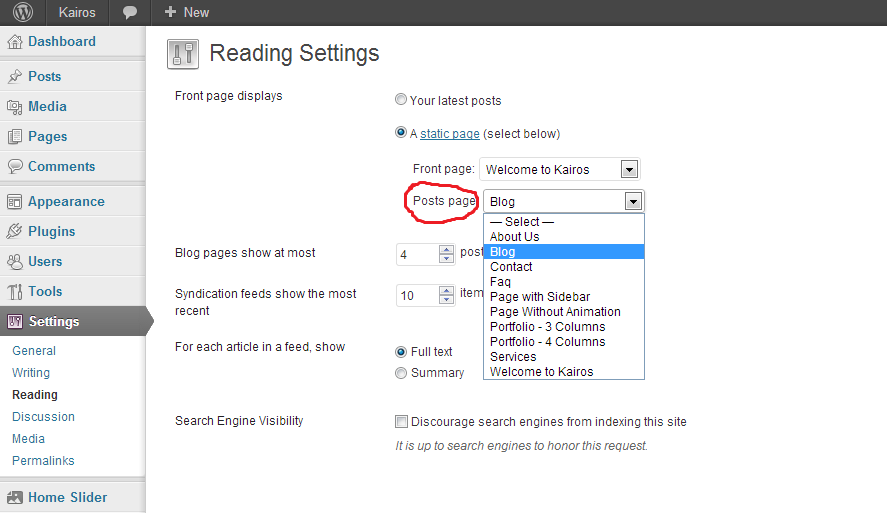 Kairos + New
Dashboard
Posts
Media
Pages
Comments
Appearance
Plugins
Users
Tools
Settings
General
Writing
Reading
Discussion
Media
Permalinks
Home Slider
Reading Settings
Front page displays
Your latest posts
A static page (select below)
Front page: Welcome to Kairos
Posts page Blog
— Select —
About Us
Blog
Contact
Faq
Page with Sidebar
Page Without Animation
Portfolio - 3 Columns
Portfolio - 4 Columns
Services
Welcome to Kairos
Blog pages show at most
4 post
Syndication feeds show the most
recent
10 item
For each article in a feed, show
Full text
Summary
Search Engine Visibility
Discourage search engines from indexing this site
It is up to search engines to honor this request.